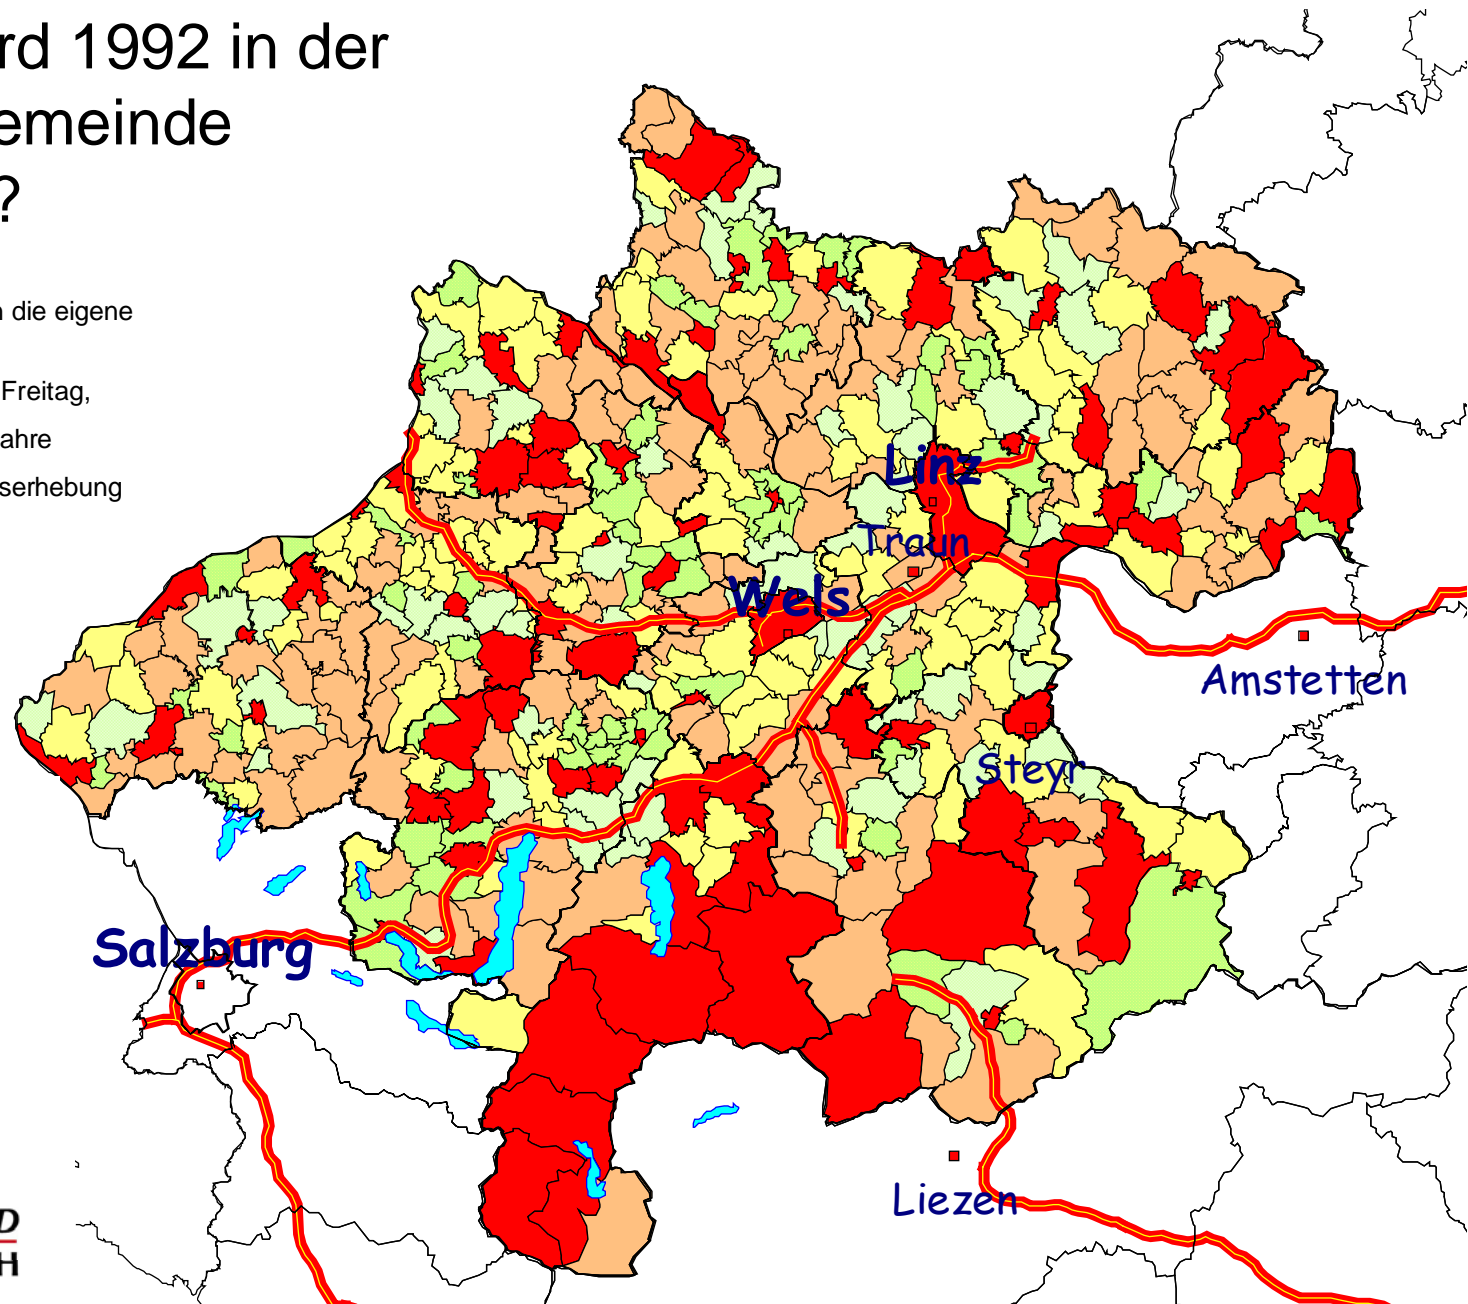 rd 1992 in der
emeinde
?
n die eigene
Freitag,
ahre
serhebung
Linz
Traun
Wels
Amstetten
Steyr
Salzburg
Liezen
D
H